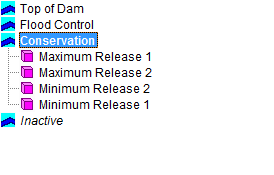 Top of Dam
Flood Control
Conservation
Maximum Release 1
Maximum Release 2
Minimum Release 2
Minimum Release 1
Inactive